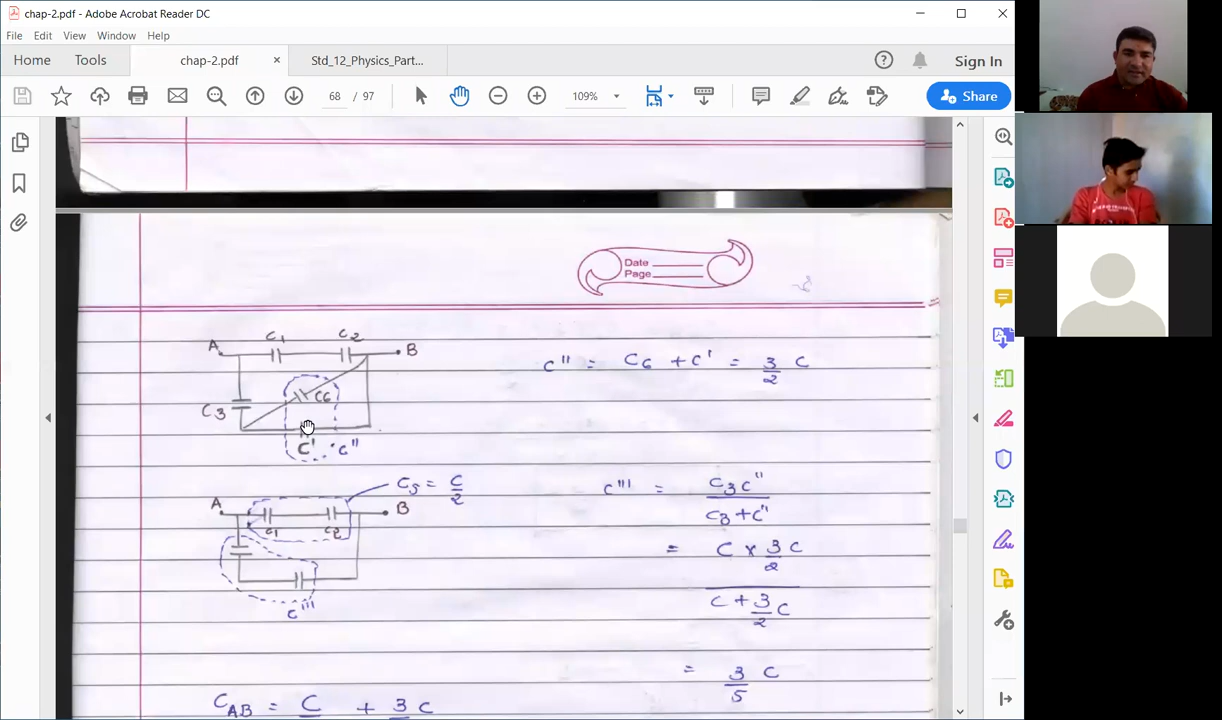 chap-2.pdf - Adobe Acrobat Reader DC
File Edit View Window Help
Home Tools chap-2.pdf × Std_12_Physics_Part... ? Sign In
68 / 97 109% Share
Date
Page
A C1 C2 B
C6
C3
C' C''
C'' = C6 + C' = 3/2 C
C5 = C/2
A B
C1 C2
C'''
C''' = C3C'' / C3+C''
= C × 3/2 C / C + 3/2 C
= 3/5 C
CAB = C + 3 C